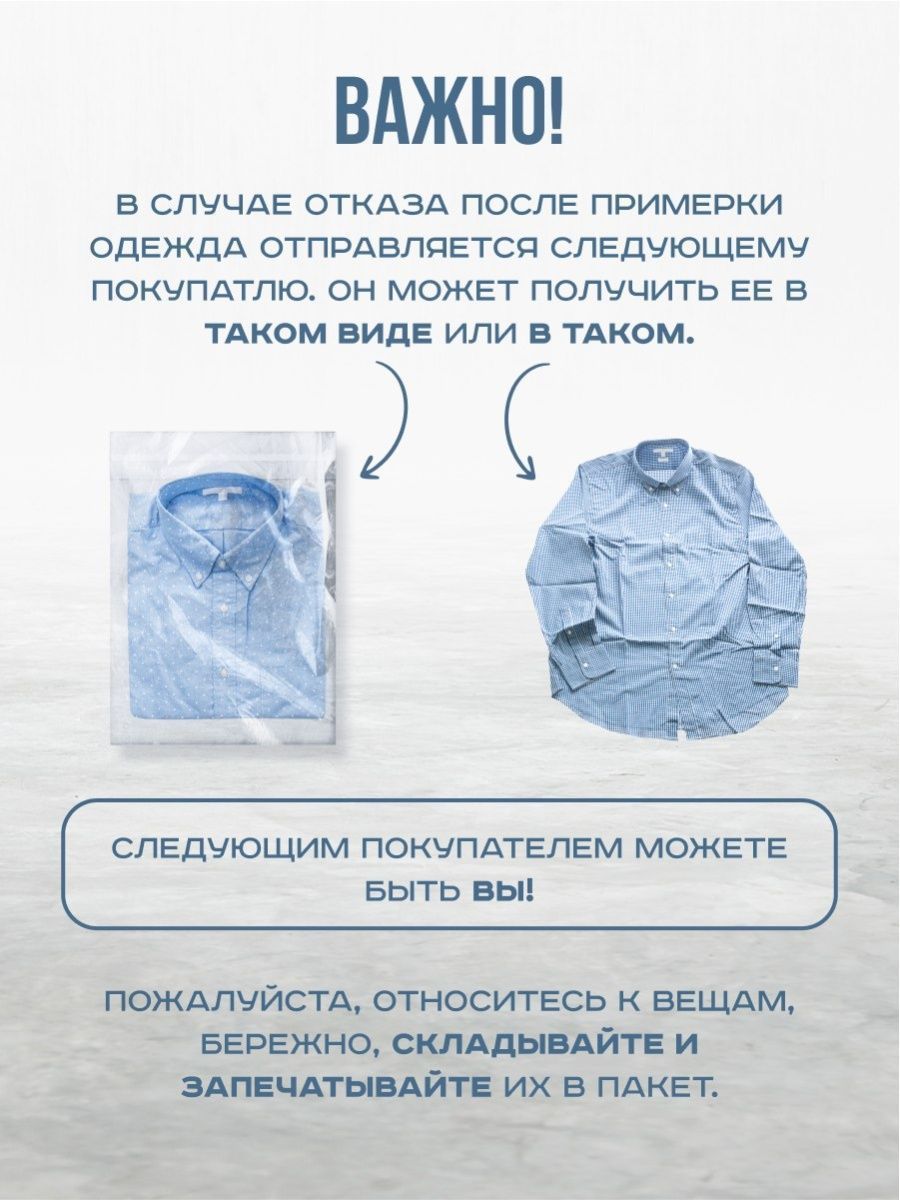 ВАЖНО!
В СЛУЧАЕ ОТКАЗА ПОСЛЕ ПРИМЕРКИ
ОДЕЖДА ОТПРАВЛЯЕТСЯ СЛЕДУЮЩЕМУ
ПОКУПАТЛЮ. ОН МОЖЕТ ПОЛУЧИТЬ ЕЕ В
ТАКОМ ВИДЕ ИЛИ В ТАКОМ.
СЛЕДУЮЩИМ ПОКУПАТЕЛЕМ МОЖЕТЕ
БЫТЬ ВЫ!
ПОЖАЛУЙСТА, ОТНОСИТЕСЬ К ВЕЩАМ,
БЕРЕЖНО, СКЛАДЫВАЙТЕ И
ЗАПЕЧАТЫВАЙТЕ ИХ В ПАКЕТ.